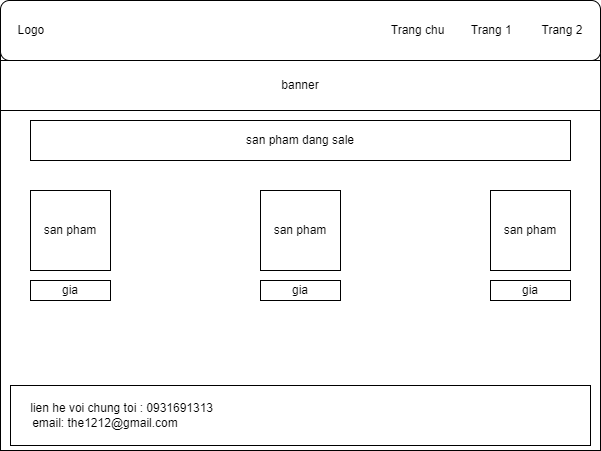 Logo
Trang chu
Trang 1
Trang 2
banner
san pham dang sale
san pham
san pham
san pham
gia
gia
gia
lien he voi chung toi : 0931691313
email: the1212@gmail.com